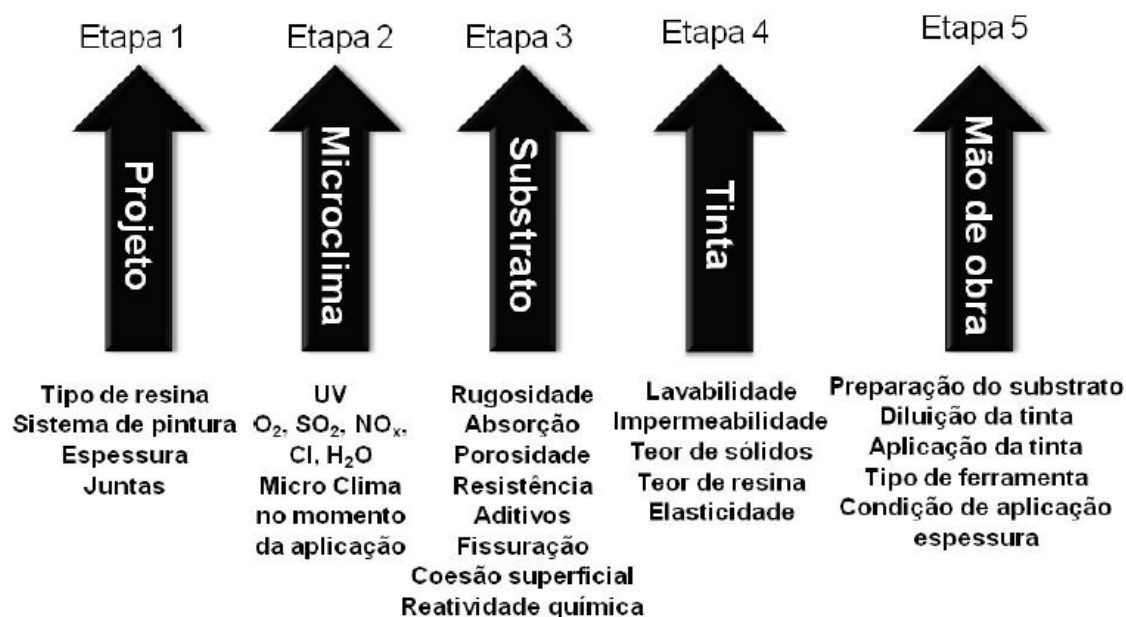 Etapa 1
Projeto
Tipo de resina
Sistema de pintura
Espessura
Juntas
Etapa 2
Microclima
UV
O₂, SO₂, NOₓ,
Cl, H₂O
Micro Clima
no momento
da aplicação
Etapa 3
Substrato
Rugosidade
Absorção
Porosidade
Resistência
Aditivos
Fissuração
Coesão superficial
Reatividade química
Etapa 4
Tinta
Lavabilidade
Impermeabilidade
Teor de sólidos
Teor de resina
Elasticidade
Etapa 5
Mão de obra
Preparação do substrato
Diluição da tinta
Aplicação da tinta
Tipo de ferramenta
Condição de aplicação
espessura